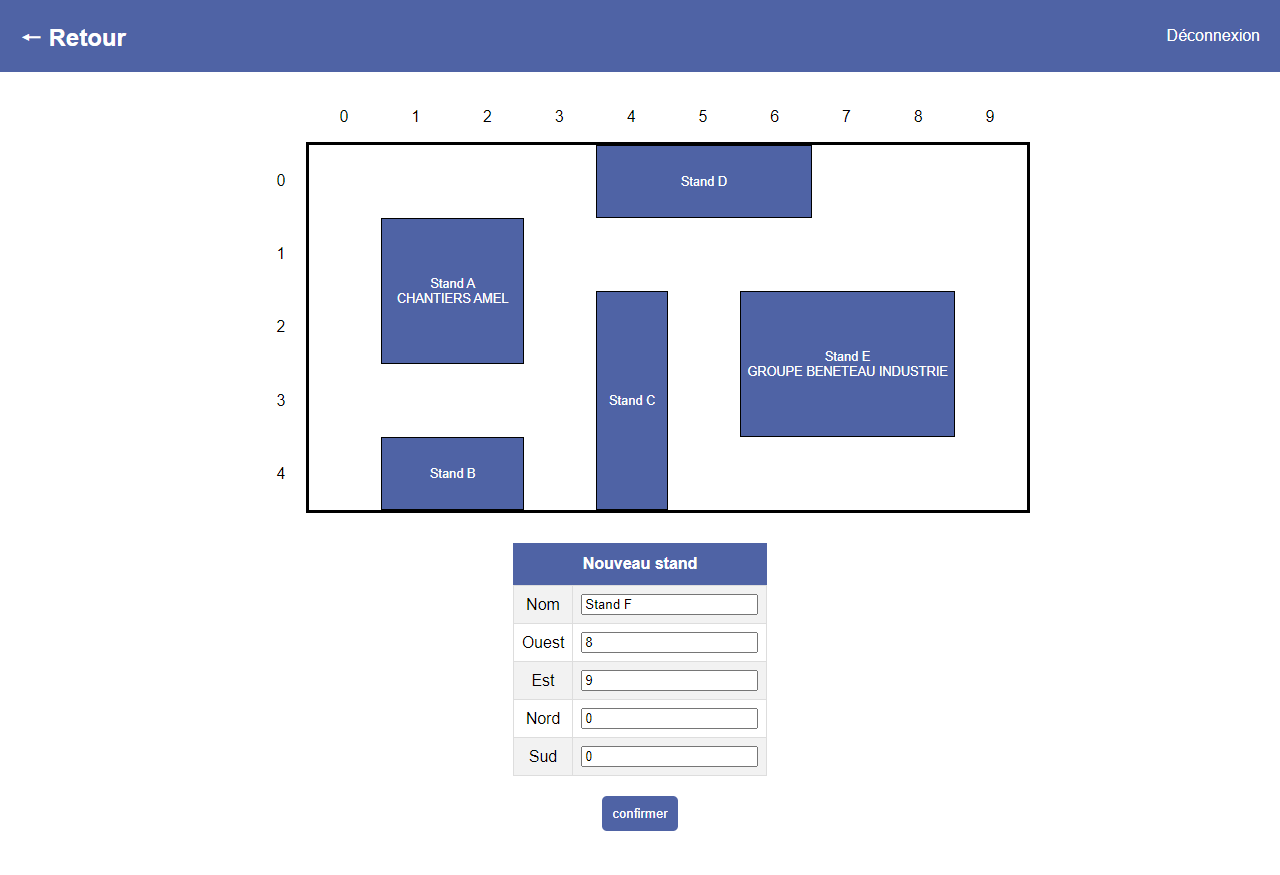 ← Retour
Déconnexion
0 1 2 3 4 5 6 7 8 9
0
Stand D
1
Stand A
CHANTIERS AMEL
2
Stand E
GROUPE BENETEAU INDUSTRIE
3
Stand C
4
Stand B
Nouveau stand
Nom Stand F
Ouest 8
Est 9
Nord 0
Sud 0
confirmer